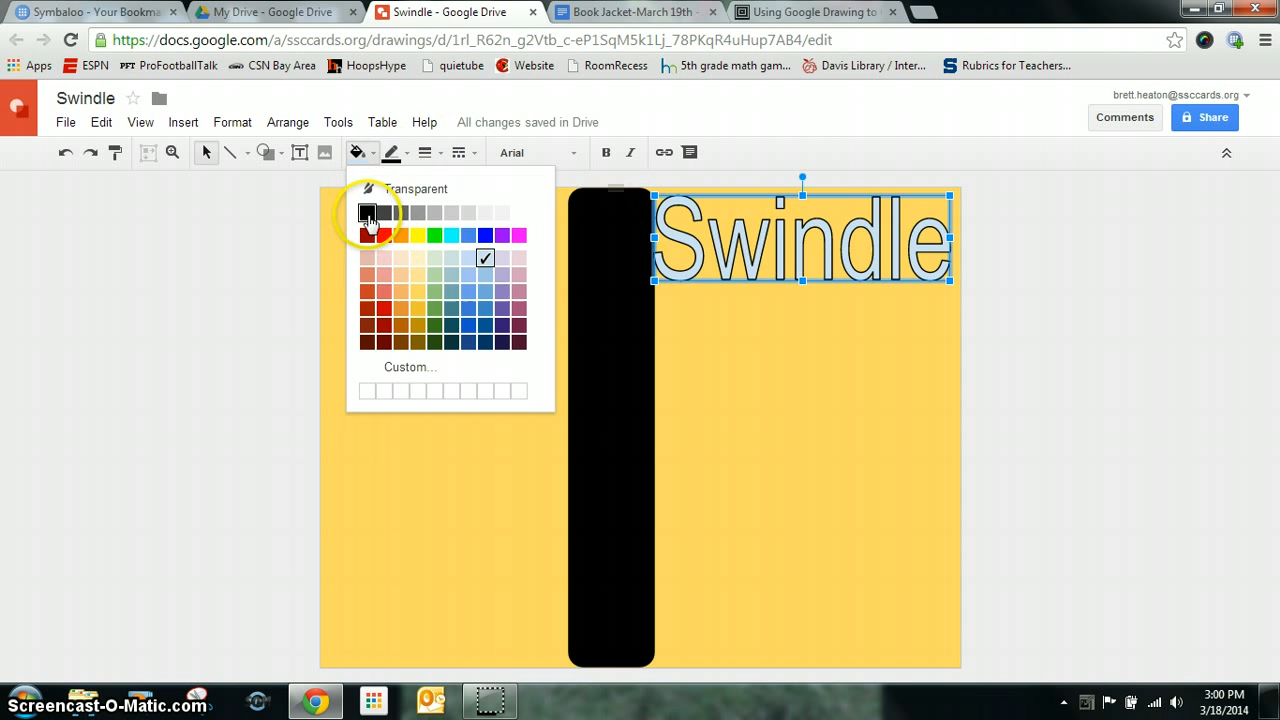 Symbaloo - Your Bookma
My Drive - Google Drive
Swindle - Google Drive
Book Jacket-March 19th -
Using Google Drawing to
https://docs.google.com/a/ssccards.org/drawings/d/1rl_R62n_g2Vtb_c-eP1SqM5k1Lj_78PKqR4uHup7AB4/edit
Apps ESPN PFT ProFootballTalk CSN Bay Area HoopsHype quietube Website RoomRecess 5th grade math gam... Davis Library / Inter... Rubrics for Teachers...
Swindle
brett.heaton@ssccards.org
File Edit View Insert Format Arrange Tools Table Help All changes saved in Drive
Comments Share
Arial B I
Transparent
Custom...
Swindle
Screencast-O-Matic.com
3:00 PM
3/18/2014